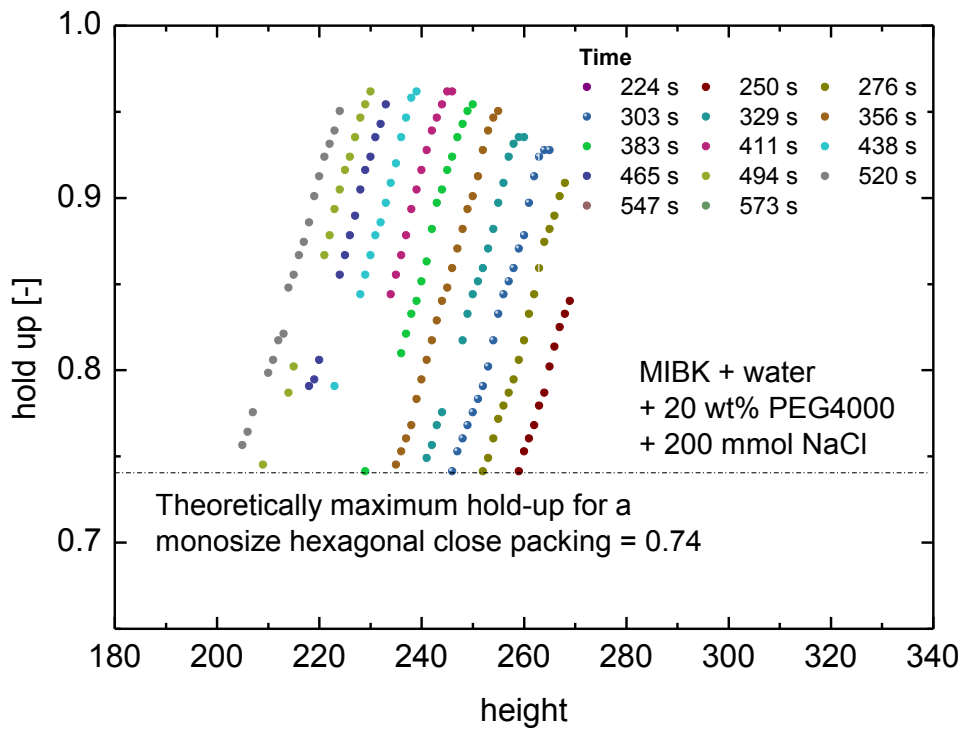 1.0
0.9
0.8
0.7
hold up [-]
Time
224 s 250 s 276 s
303 s 329 s 356 s
383 s 411 s 438 s
465 s 494 s 520 s
547 s 573 s
MIBK + water
+ 20 wt% PEG4000
+ 200 mmol NaCl
Theoretically maximum hold-up for a
monosize hexagonal close packing = 0.74
180 200 220 240 260 280 300 320 340
height